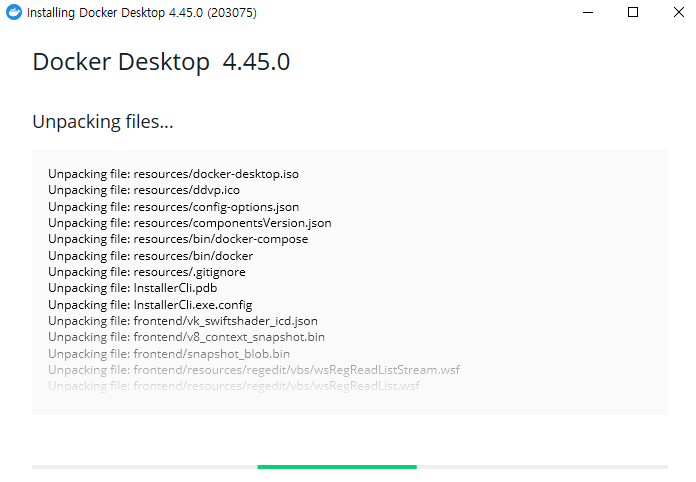 Installing Docker Desktop 4.45.0 (203075)
Docker Desktop 4.45.0
Unpacking files...
Unpacking file: resources/docker-desktop.iso
Unpacking file: resources/ddvp.ico
Unpacking file: resources/config-options.json
Unpacking file: resources/componentsVersion.json
Unpacking file: resources/bin/docker-compose
Unpacking file: resources/bin/docker
Unpacking file: resources/.gitignore
Unpacking file: InstallerCli.pdb
Unpacking file: InstallerCli.exe.config
Unpacking file: frontend/vk_swiftshader_icd.json
Unpacking file: frontend/v8_context_snapshot.bin
Unpacking file: frontend/snapshot_blob.bin
Unpacking file: frontend/resources/regedit/vbs/wsRegReadListStream.wsf
Unpacking file: frontend/resources/regedit/vbs/wsRegReadList.wsf